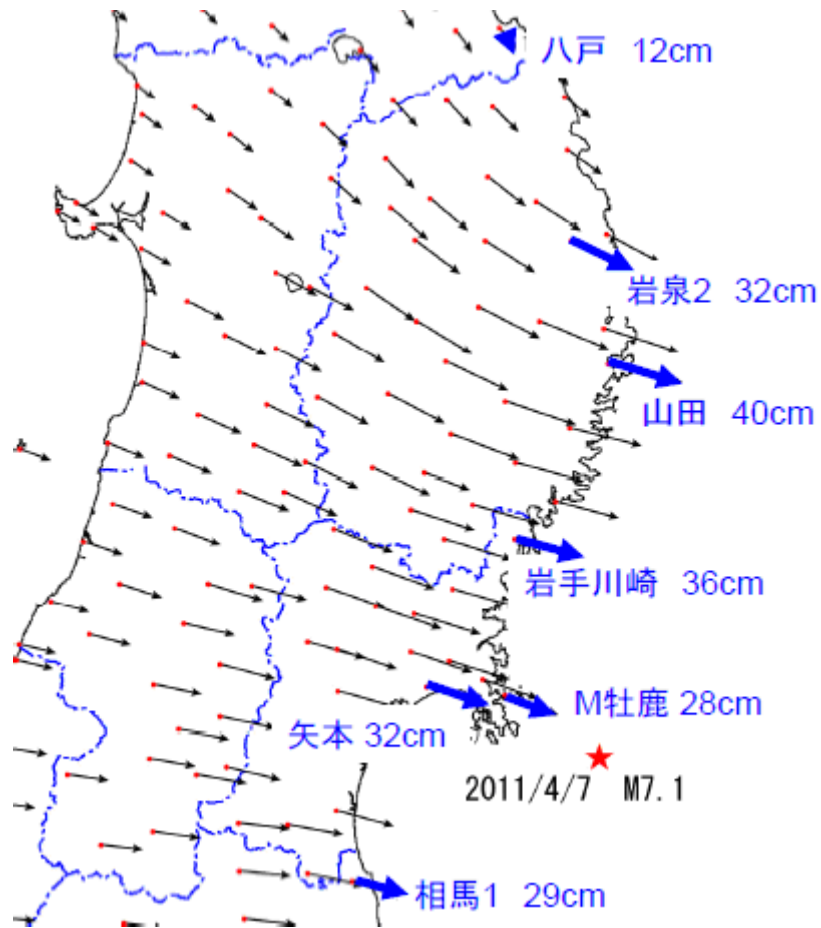 八戸 12cm
岩泉2 32cm
山田 40cm
岩手川崎 36cm
M牡鹿 28cm
矢本 32cm
2011/4/7 M7.1
相馬1 29cm